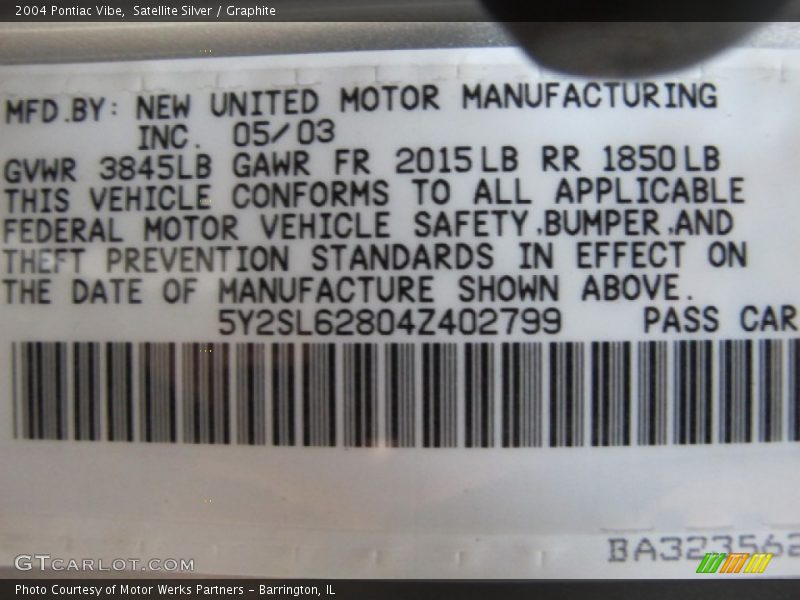 2004 Pontiac Vibe,  Satellite Silver / Graphite
MFD.BY: NEW UNITED MOTOR MANUFACTURING
INC. 05/03
GVWR 3845LB GAWR FR 2015LB RR 1850LB
THIS VEHICLE CONFORMS TO ALL APPLICABLE
FEDERAL MOTOR VEHICLE SAFETY,BUMPER,AND
THEFT PREVENTION STANDARDS IN EFFECT ON
THE DATE OF MANUFACTURE SHOWN ABOVE.
5Y2SL62804Z402799 PASS CAR
BA323562
GTCARLOT.COM
Photo Courtesy of Motor Werks Partners - Barrington, IL